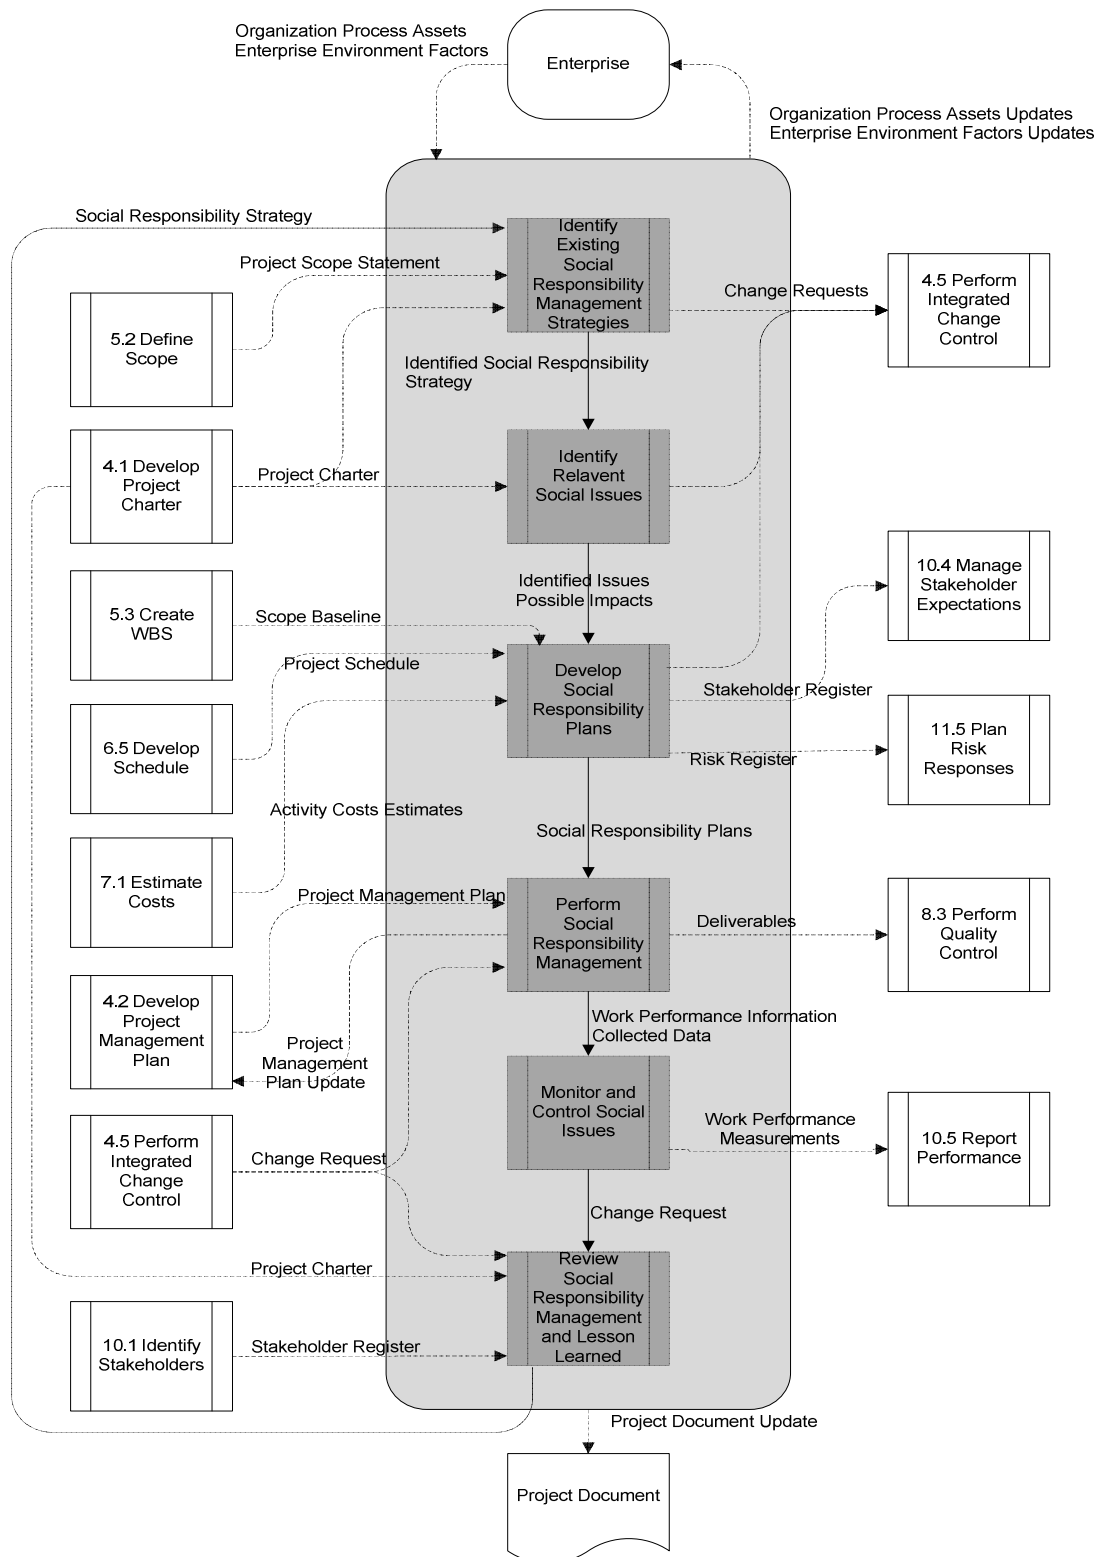 Organization Process Assets
Enterprise Environment Factors
Enterprise
Organization Process Assets Updates
Enterprise Environment Factors Updates
Social Responsibility Strategy
Identify
Existing
Social
Responsibility
Management
Strategies
Project Scope Statement
Change Requests
4.5 Perform
Integrated
Change
Control
5.2 Define
Scope
Identified Social Responsibility
Strategy
4.1 Develop
Project
Charter
Project Charter
Identify
Relavent
Social Issues
10.4 Manage
Stakeholder
Expectations
Identified Issues
Possible Impacts
5.3 Create
WBS
Scope Baseline
Project Schedule
Develop
Social
Responsibility
Plans
Stakeholder Register
6.5 Develop
Schedule
Risk Register
11.5 Plan
Risk
Responses
Activity Costs Estimates
Social Responsibility Plans
7.1 Estimate
Costs
Project Management Plan
Perform
Social
Responsibility
Management
Deliverables
8.3 Perform
Quality
Control
4.2 Develop
Project
Management
Plan
Project
Management
Plan Update
Work Performance Information
Collected Data
Monitor and
Control Social
Issues
Work Performance
Measurements
10.5 Report
Performance
4.5 Perform
Integrated
Change
Control
Change Request
Change Request
Project Charter
Review
Social
Responsibility
Management
and Lesson
Learned
10.1 Identify
Stakeholders
Stakeholder Register
Project Document Update
Project Document